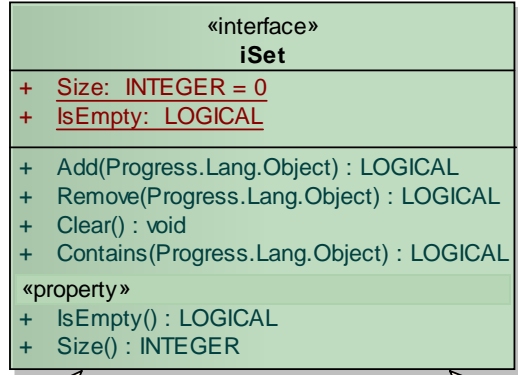 «interface»
iSet
+ Size: INTEGER = 0
+ IsEmpty: LOGICAL
+ Add(Progress.Lang.Object) : LOGICAL
+ Remove(Progress.Lang.Object) : LOGICAL
+ Clear() : void
+ Contains(Progress.Lang.Object) : LOGICAL
«property»
+ IsEmpty() : LOGICAL
+ Size() : INTEGER